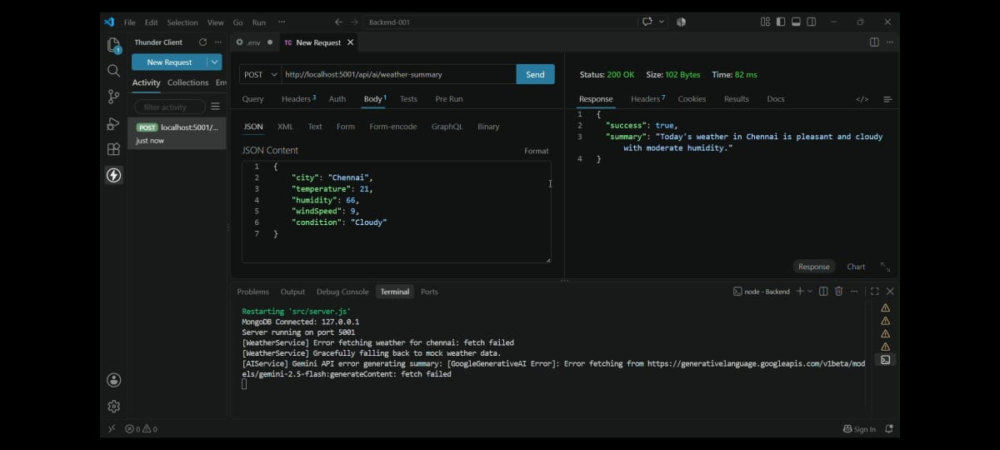 File Edit Selection View Go Run ··· Backend-001
Thunder Client
.env
TC New Request
New Request
Activity Collections En
filter activity
POST localhost:5001/...
just now
POST http://localhost:5001/api/ai/weather-summary Send
Query Headers 3 Auth Body 1 Tests Pre Run
JSON XML Text Form Form-encode GraphQL Binary
JSON Content Format
1 {
2 "city": "Chennai",
3 "temperature": 21,
4 "humidity": 66,
5 "windSpeed": 9,
6 "condition": "Cloudy"
7 }
Status: 200 OK Size: 102 Bytes Time: 82 ms
Response Headers 7 Cookies Results Docs </>
1 {
2 "success": true,
3 "summary": "Today's weather in Chennai is pleasant and cloudy
with moderate humidity."
4 }
Response Chart
Problems Output Debug Console Terminal Ports node - Backend
Restarting 'src/server.js'
MongoDB Connected: 127.0.0.1
Server running on port 5001
[WeatherService] Error fetching weather for chennai: fetch failed
[WeatherService] Gracefully falling back to mock weather data.
[AIService] Gemini API error generating summary: [GoogleGenerativeAI Error]: Error fetching from https://generativelanguage.googleapis.com/v1beta/mod
els/gemini-2.5-flash:generateContent: fetch failed
0 0 Sign In